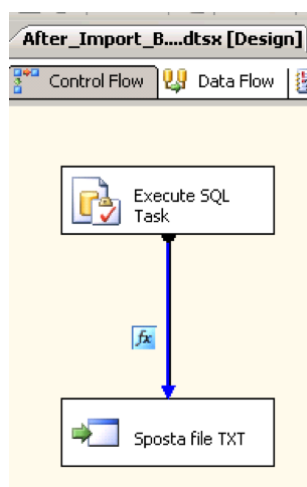 After_Import_B....dtsx [Design]
Control Flow
Data Flow
Execute SQL
Task
fx
Sposta file TXT